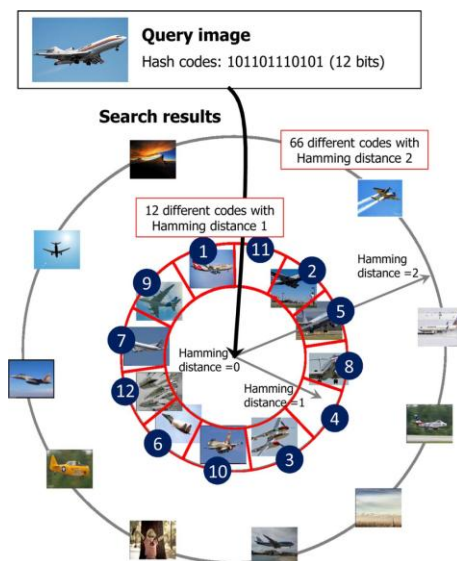 Query image
Hash codes: 101101110101 (12 bits)
Search results
66 different codes with
Hamming distance 2
12 different codes with
Hamming distance 1
1
11
2
9
Hamming
distance =2
5
7
Hamming
distance =0
8
12
Hamming
distance =1
4
6
10
3